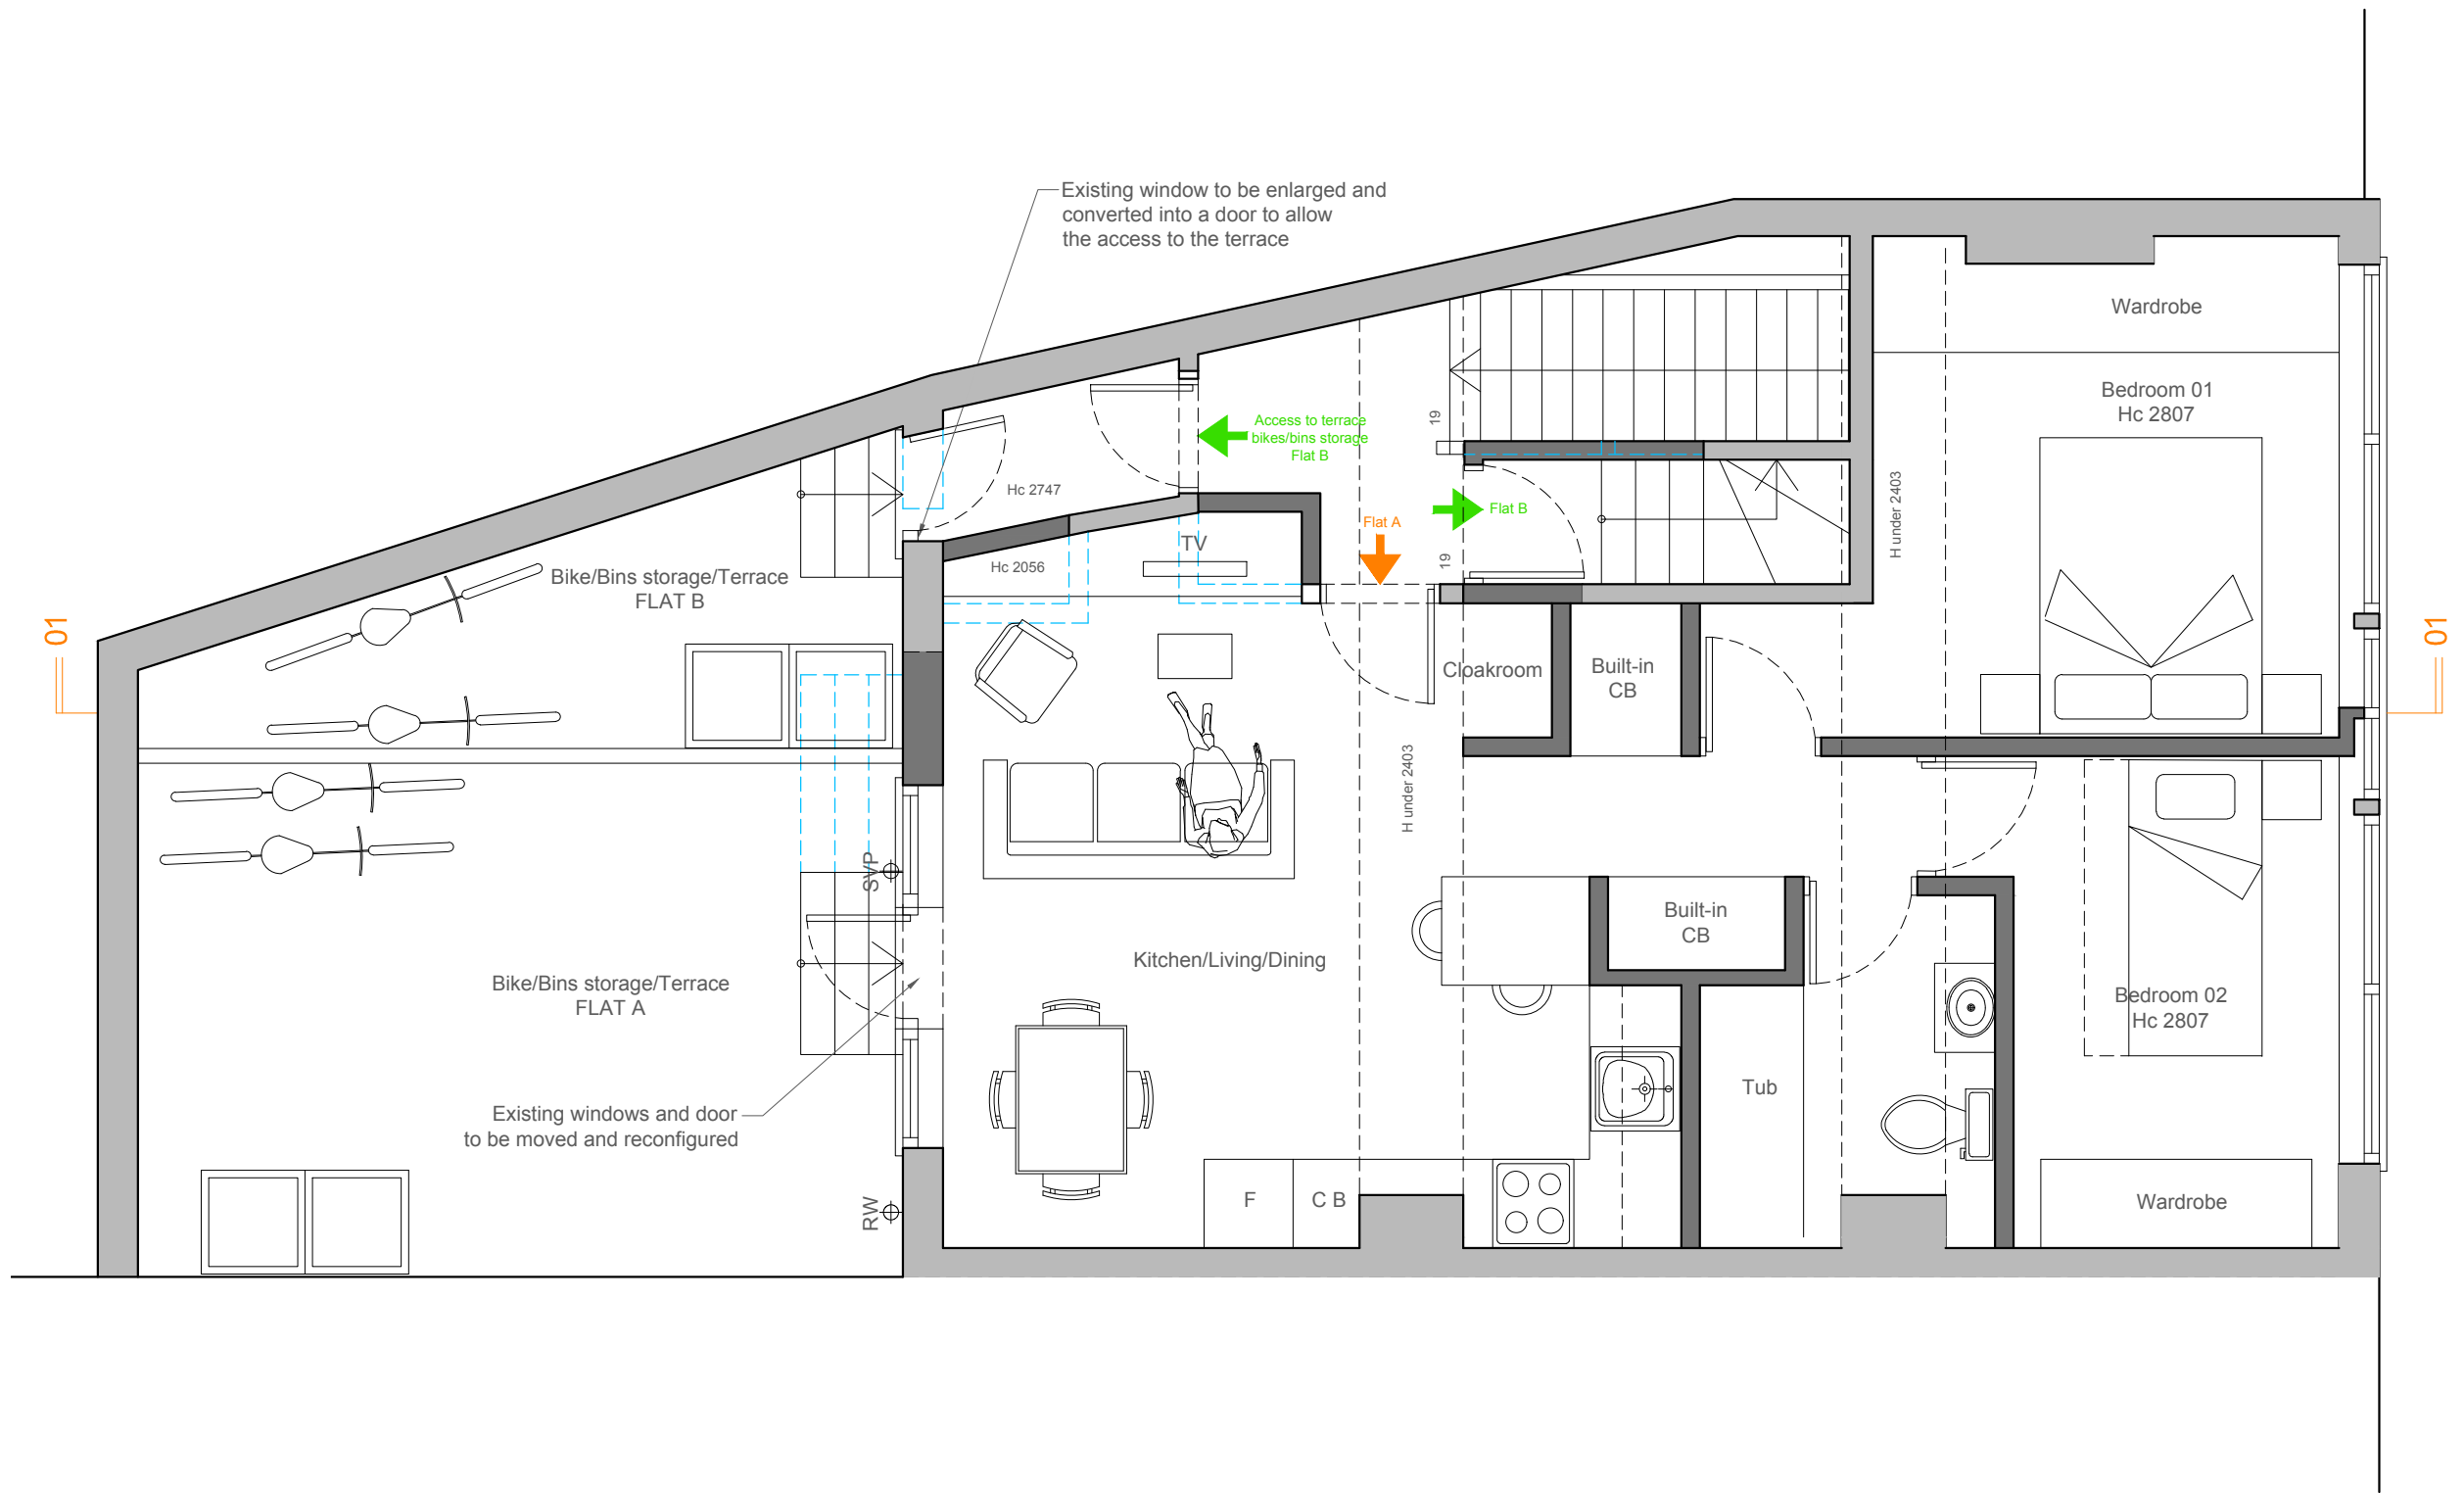 Existing window to be enlarged and
converted into a door to allow
the access to the terrace
Wardrobe
Bedroom 01
Hc 2807
Access to terrace
bikes/bins storage
Flat B
19
Hc 2747
Flat B
Flat A
19
H under 2403
TV
Hc 2056
Bike/Bins storage/Terrace
FLAT B
01
01
Cloakroom
Built-in
CB
H under 2403
SVP
Built-in
CB
Kitchen/Living/Dining
Bike/Bins storage/Terrace
FLAT A
Bedroom 02
Hc 2807
Tub
Existing windows and door
to be moved and reconfigured
RW
F
C B
Wardrobe